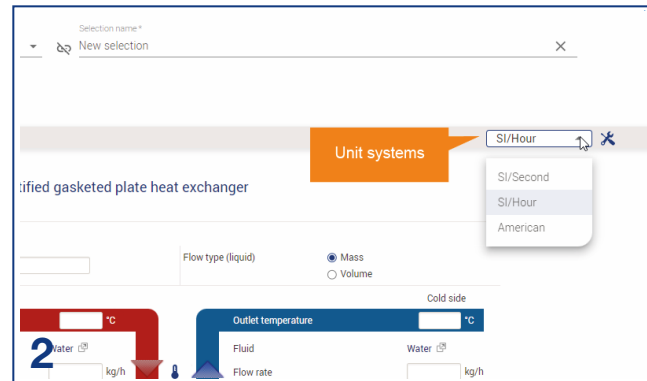 Selection name *
New selection
SI/Hour
Unit systems
SI/Second
SI/Hour
American
tified gasketed plate heat exchanger
Flow type (liquid)
Mass
Volume
Cold side
°C
Outlet temperature
°C
Water
Fluid
Water
2
kg/h
Flow rate
kg/h